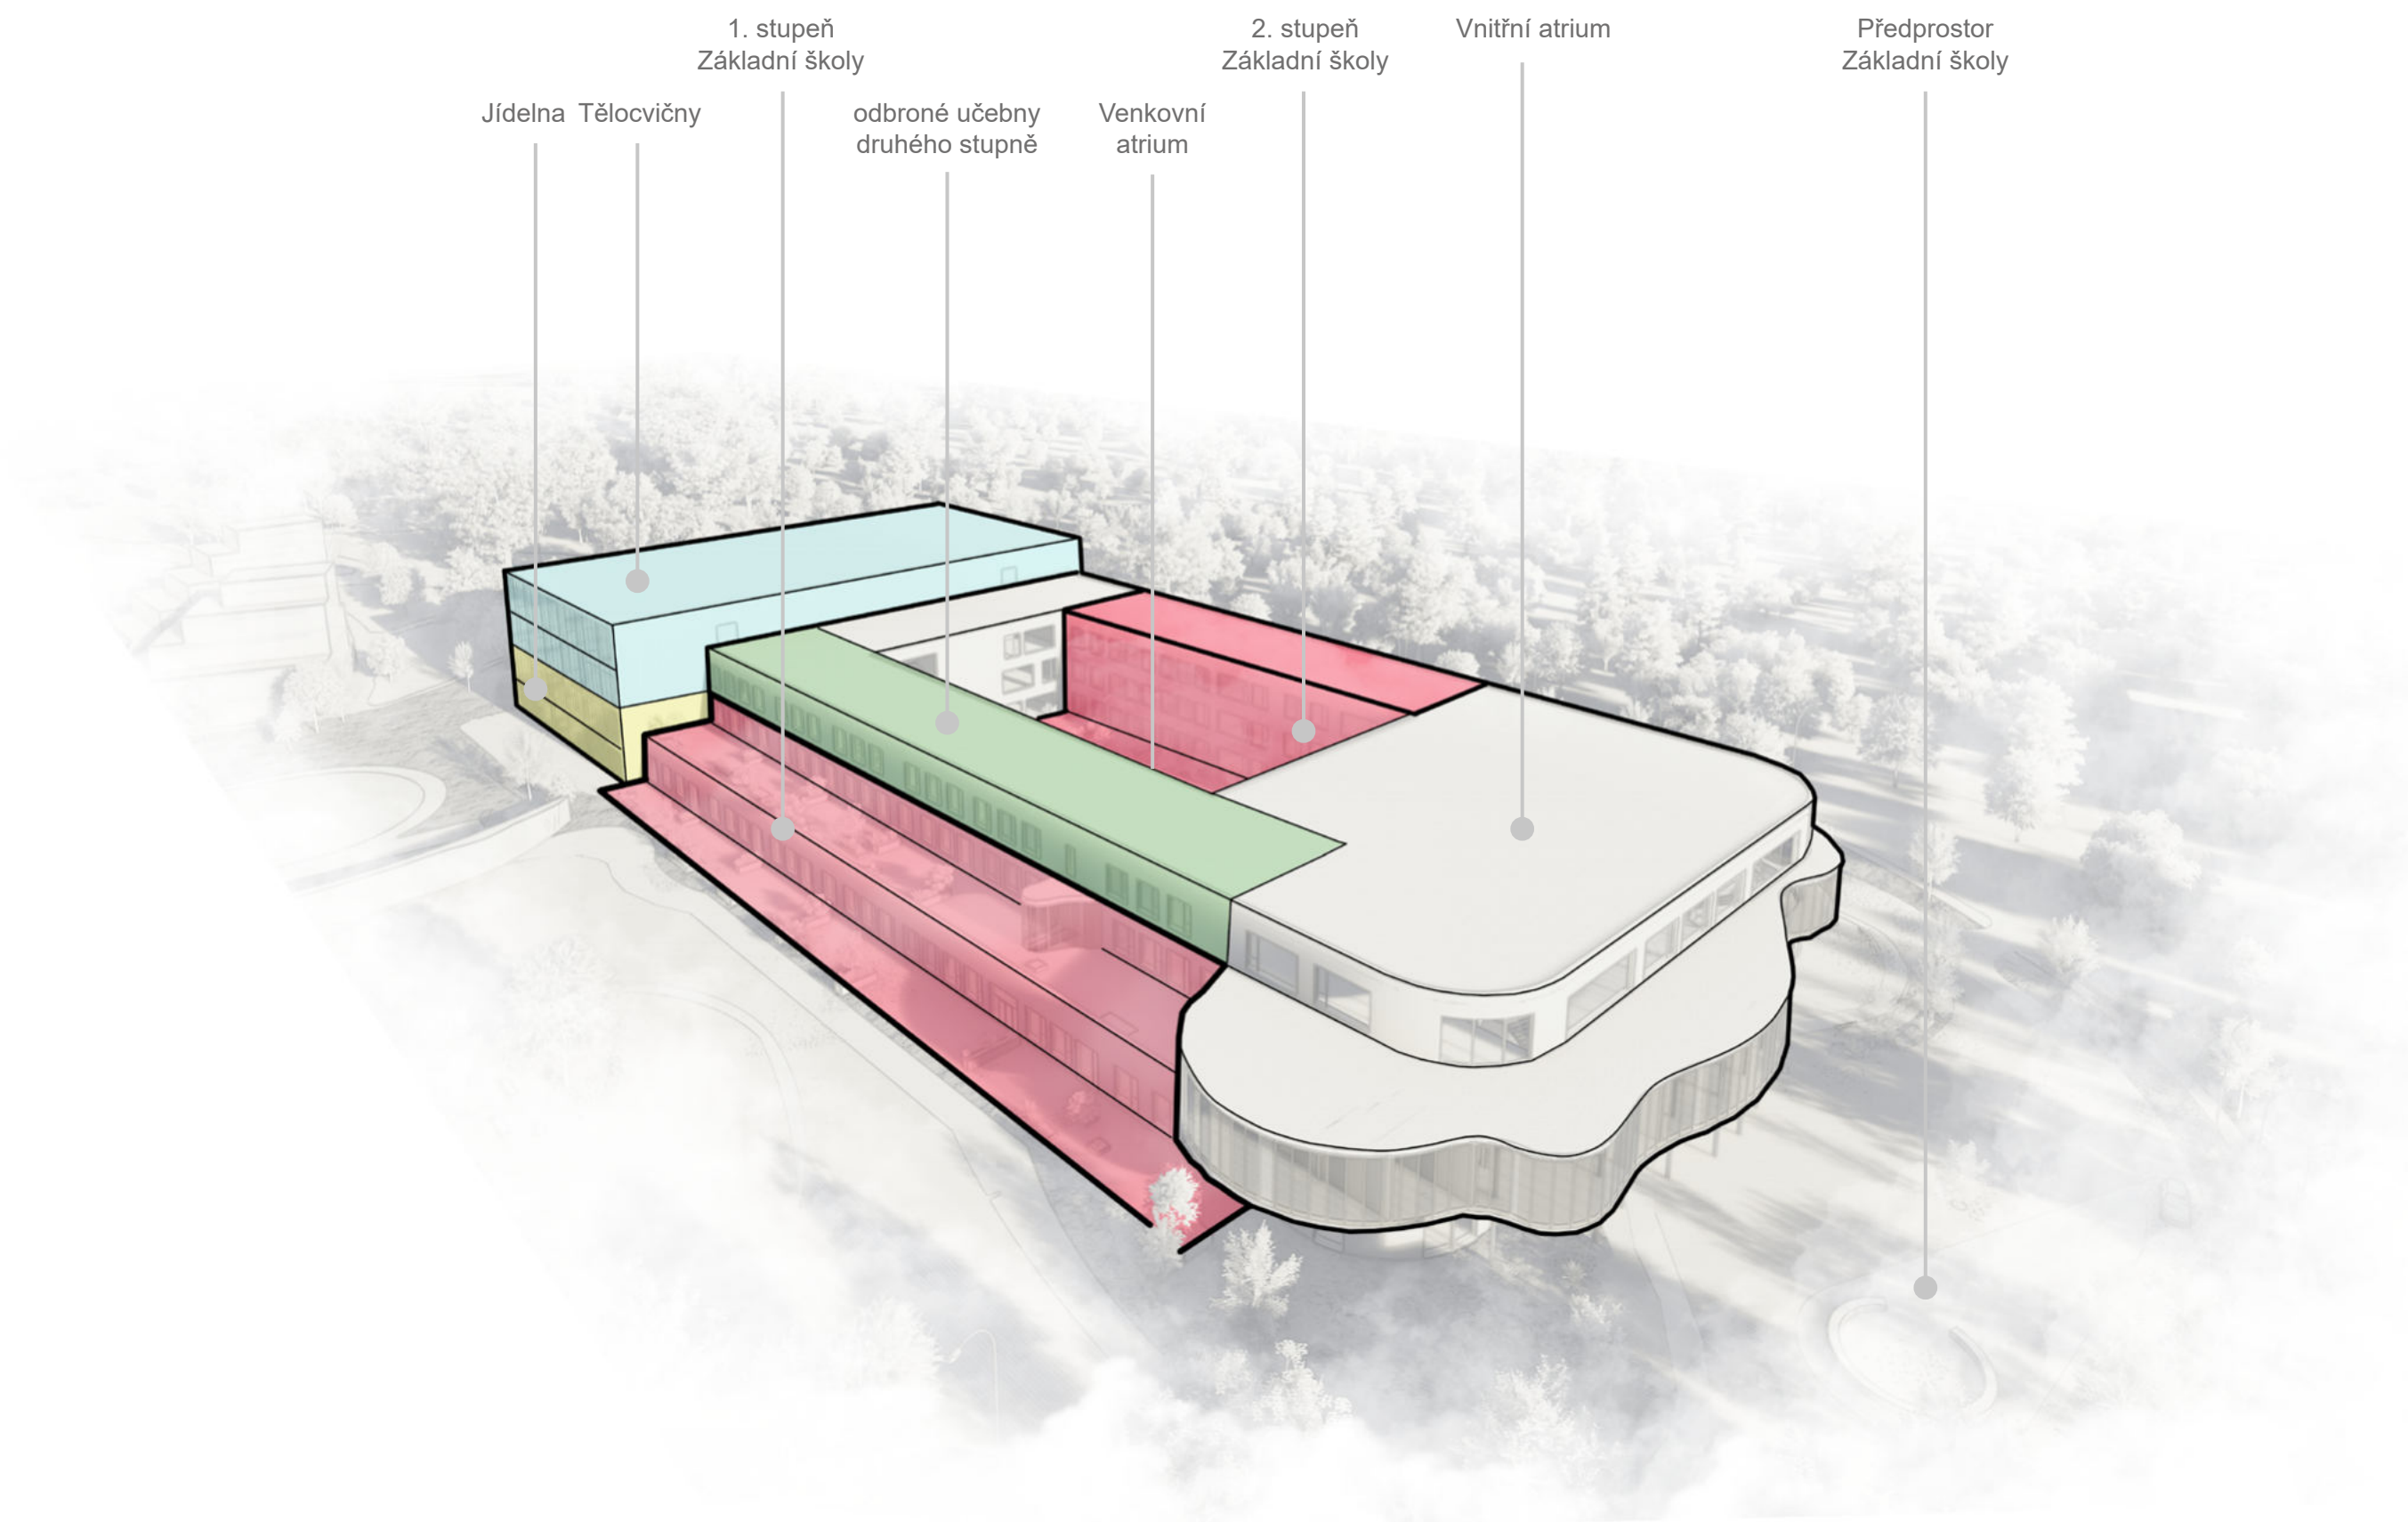 1. stupeň
Základní školy
2. stupeň
Základní školy
Vnitřní atrium
Předprostor
Základní školy
Jídelna
Tělocvičny
odbroné učebny
druhého stupně
Venkovní
atrium